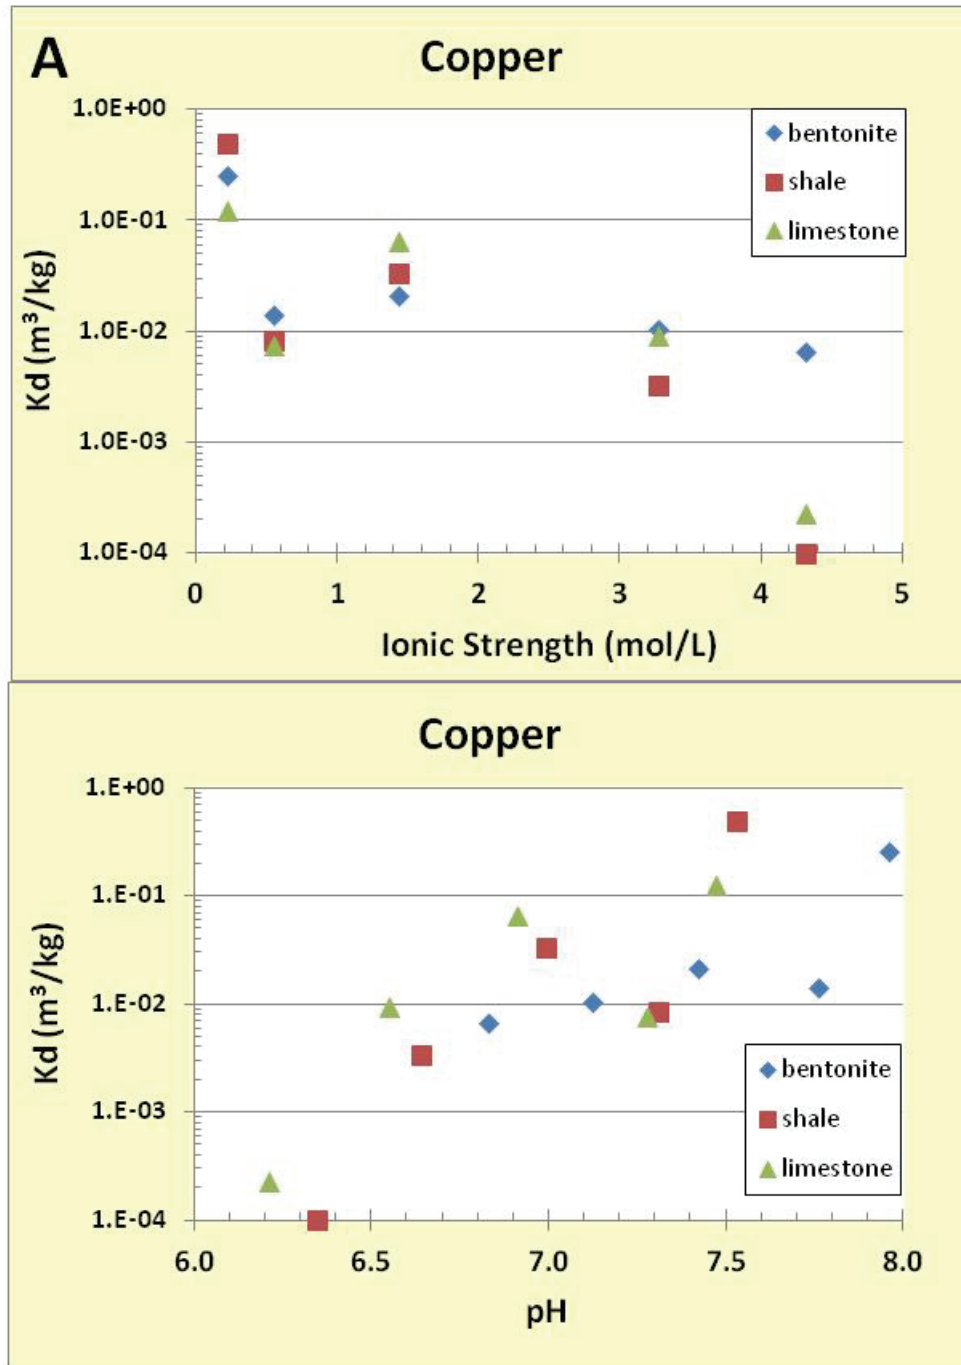 A
Copper
1.0E+00
1.0E-01
1.0E-02
1.0E-03
1.0E-04
Kd (m³/kg)
bentonite
shale
limestone
0 1 2 3 4 5
Ionic Strength (mol/L)
Copper
1.E+00
1.E-01
1.E-02
1.E-03
1.E-04
Kd (m³/kg)
bentonite
shale
limestone
6.0 6.5 7.0 7.5 8.0
pH